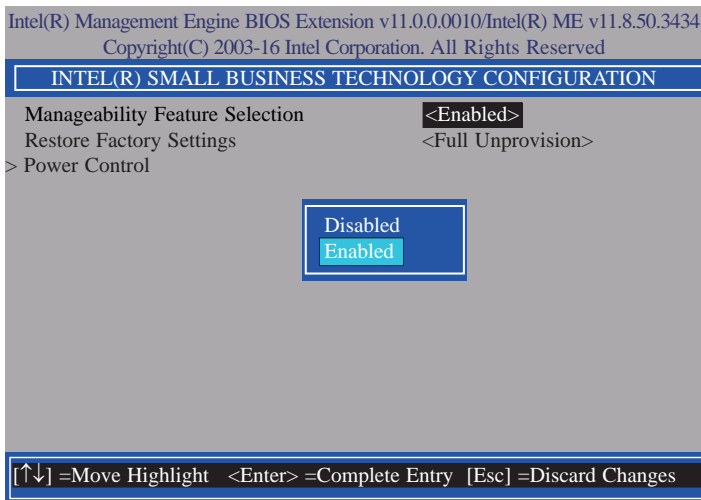 Intel(R) Management Engine BIOS Extension v11.0.0.0010/Intel(R) ME v11.8.50.3434
Copyright(C) 2003-16 Intel Corporation. All Rights Reserved
INTEL(R) SMALL BUSINESS TECHNOLOGY CONFIGURATION
Manageability Feature Selection <Enabled>
Restore Factory Settings <Full Unprovision>
> Power Control
Disabled
Enabled
[↑↓] =Move Highlight <Enter> =Complete Entry [Esc] =Discard Changes